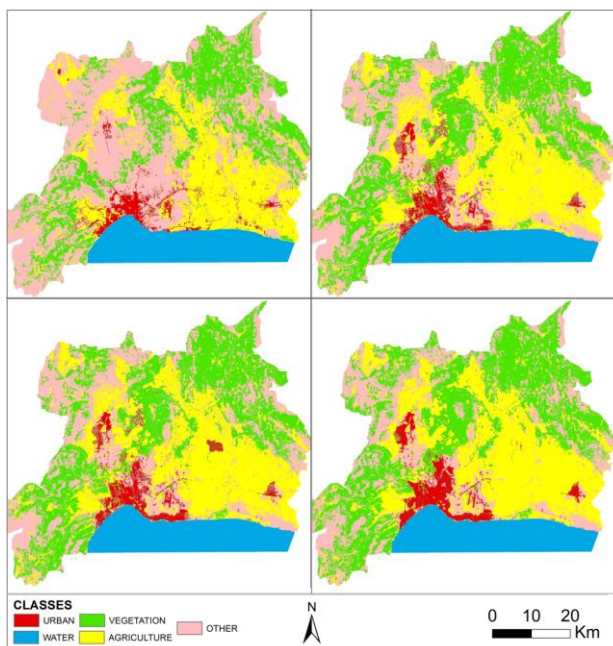 CLASSES
URBAN VEGETATION OTHER
WATER AGRICULTURE
N
0 10 20
Km